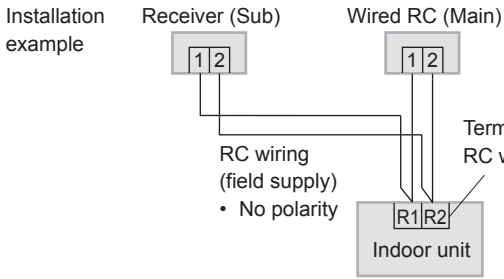 Installation
example
Receiver (Sub)
Wired RC (Main)
1 2
1 2
RC wiring
(field supply)
• No polarity
RC
R1 R2
Indoor unit